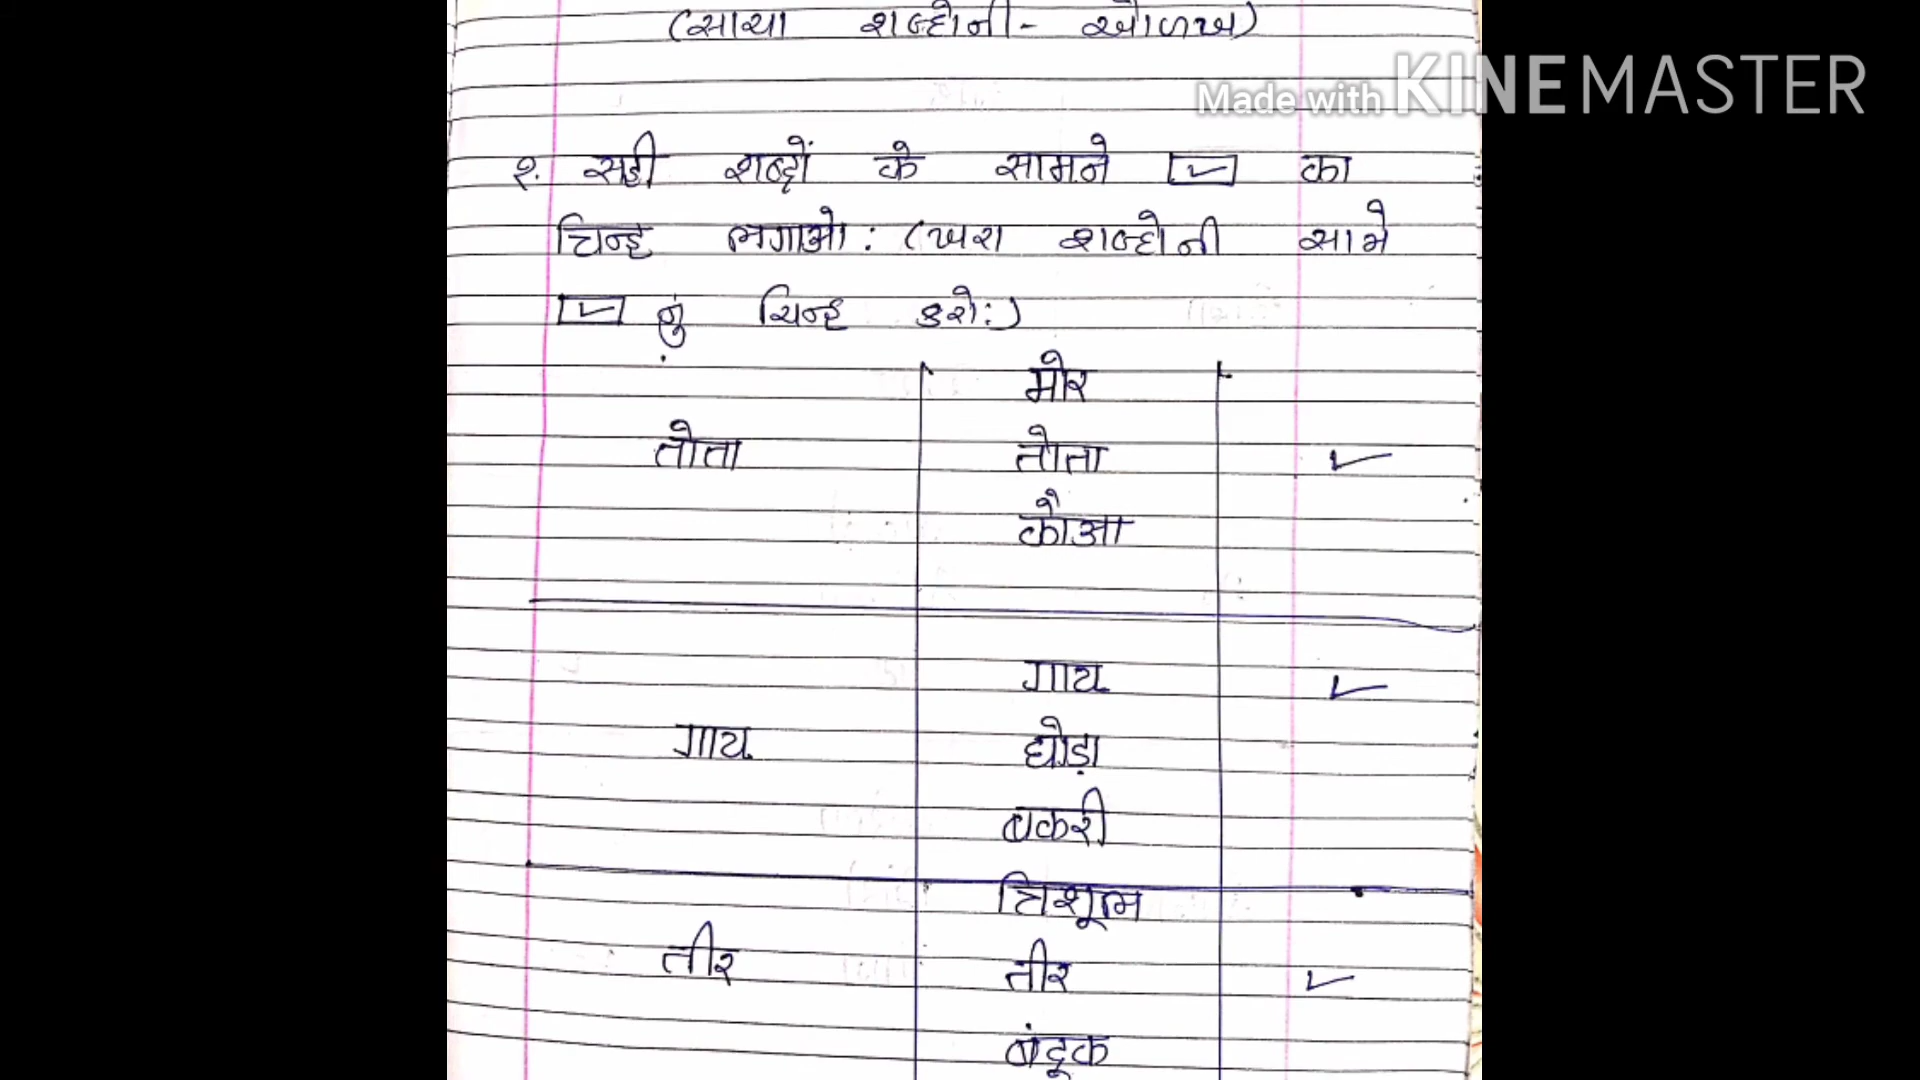 (સાચા શબ્દોની - ઓળખ)
Made with KINEMASTER
१. सही शब्दों के सामने ✓ का
चिन्ह लगाओ: (ખરા શબ્દોની સામે
✓ નું ચિન્હ કરો:)
मोर
तोता तोता ✓
कौआ
गाय ✓
गाय घोड़ा
बकरी
त्रिशूल
तीर तीर ✓
बंदूक